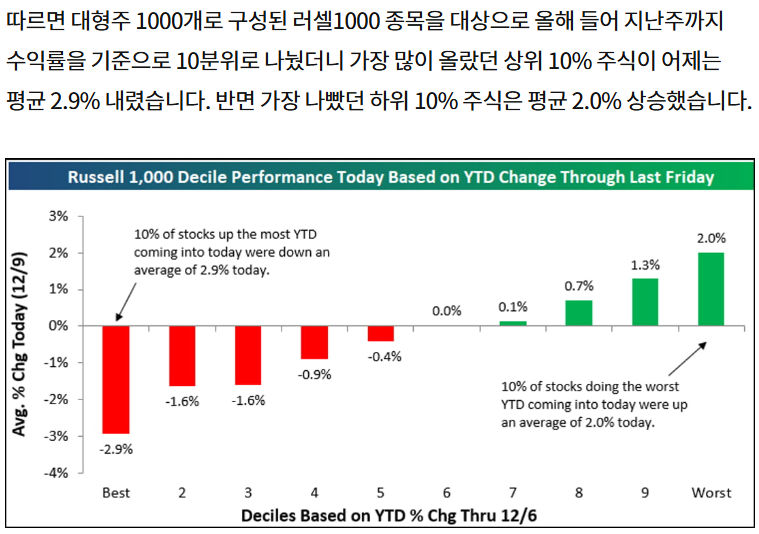 따르면 대형주 1000개로 구성된 러셀1000 종목을 대상으로 올해 들어 지난주까지
수익률을 기준으로 10분위로 나눴더니 가장 많이 올랐던 상위 10% 주식이 어제는
평균 2.9% 내렸습니다. 반면 가장 나빴던 하위 10% 주식은 평균 2.0% 상승했습니다.
Russell 1,000 Decile Performance Today Based on YTD Change Through Last Friday
Avg. % Chg Today (12/9)
3%
2%
1%
0%
-1%
-2%
-3%
-4%
10% of stocks up the most YTD
coming into today were down an
average of 2.9% today.
-2.9%
-1.6%
-1.6%
-0.9%
-0.4%
0.0%
0.1%
0.7%
1.3%
2.0%
10% of stocks doing the worst
YTD coming into today were up
an average of 2.0% today.
Best 2 3 4 5 6 7 8 9 Worst
Deciles Based on YTD % Chg Thru 12/6